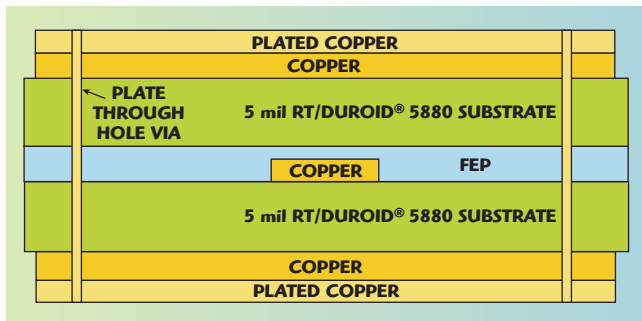 PLATED COPPER
COPPER
PLATE
THROUGH
HOLE VIA
5 mil RT/DUROID® 5880 SUBSTRATE
COPPER
FEP
5 mil RT/DUROID® 5880 SUBSTRATE
COPPER
PLATED COPPER